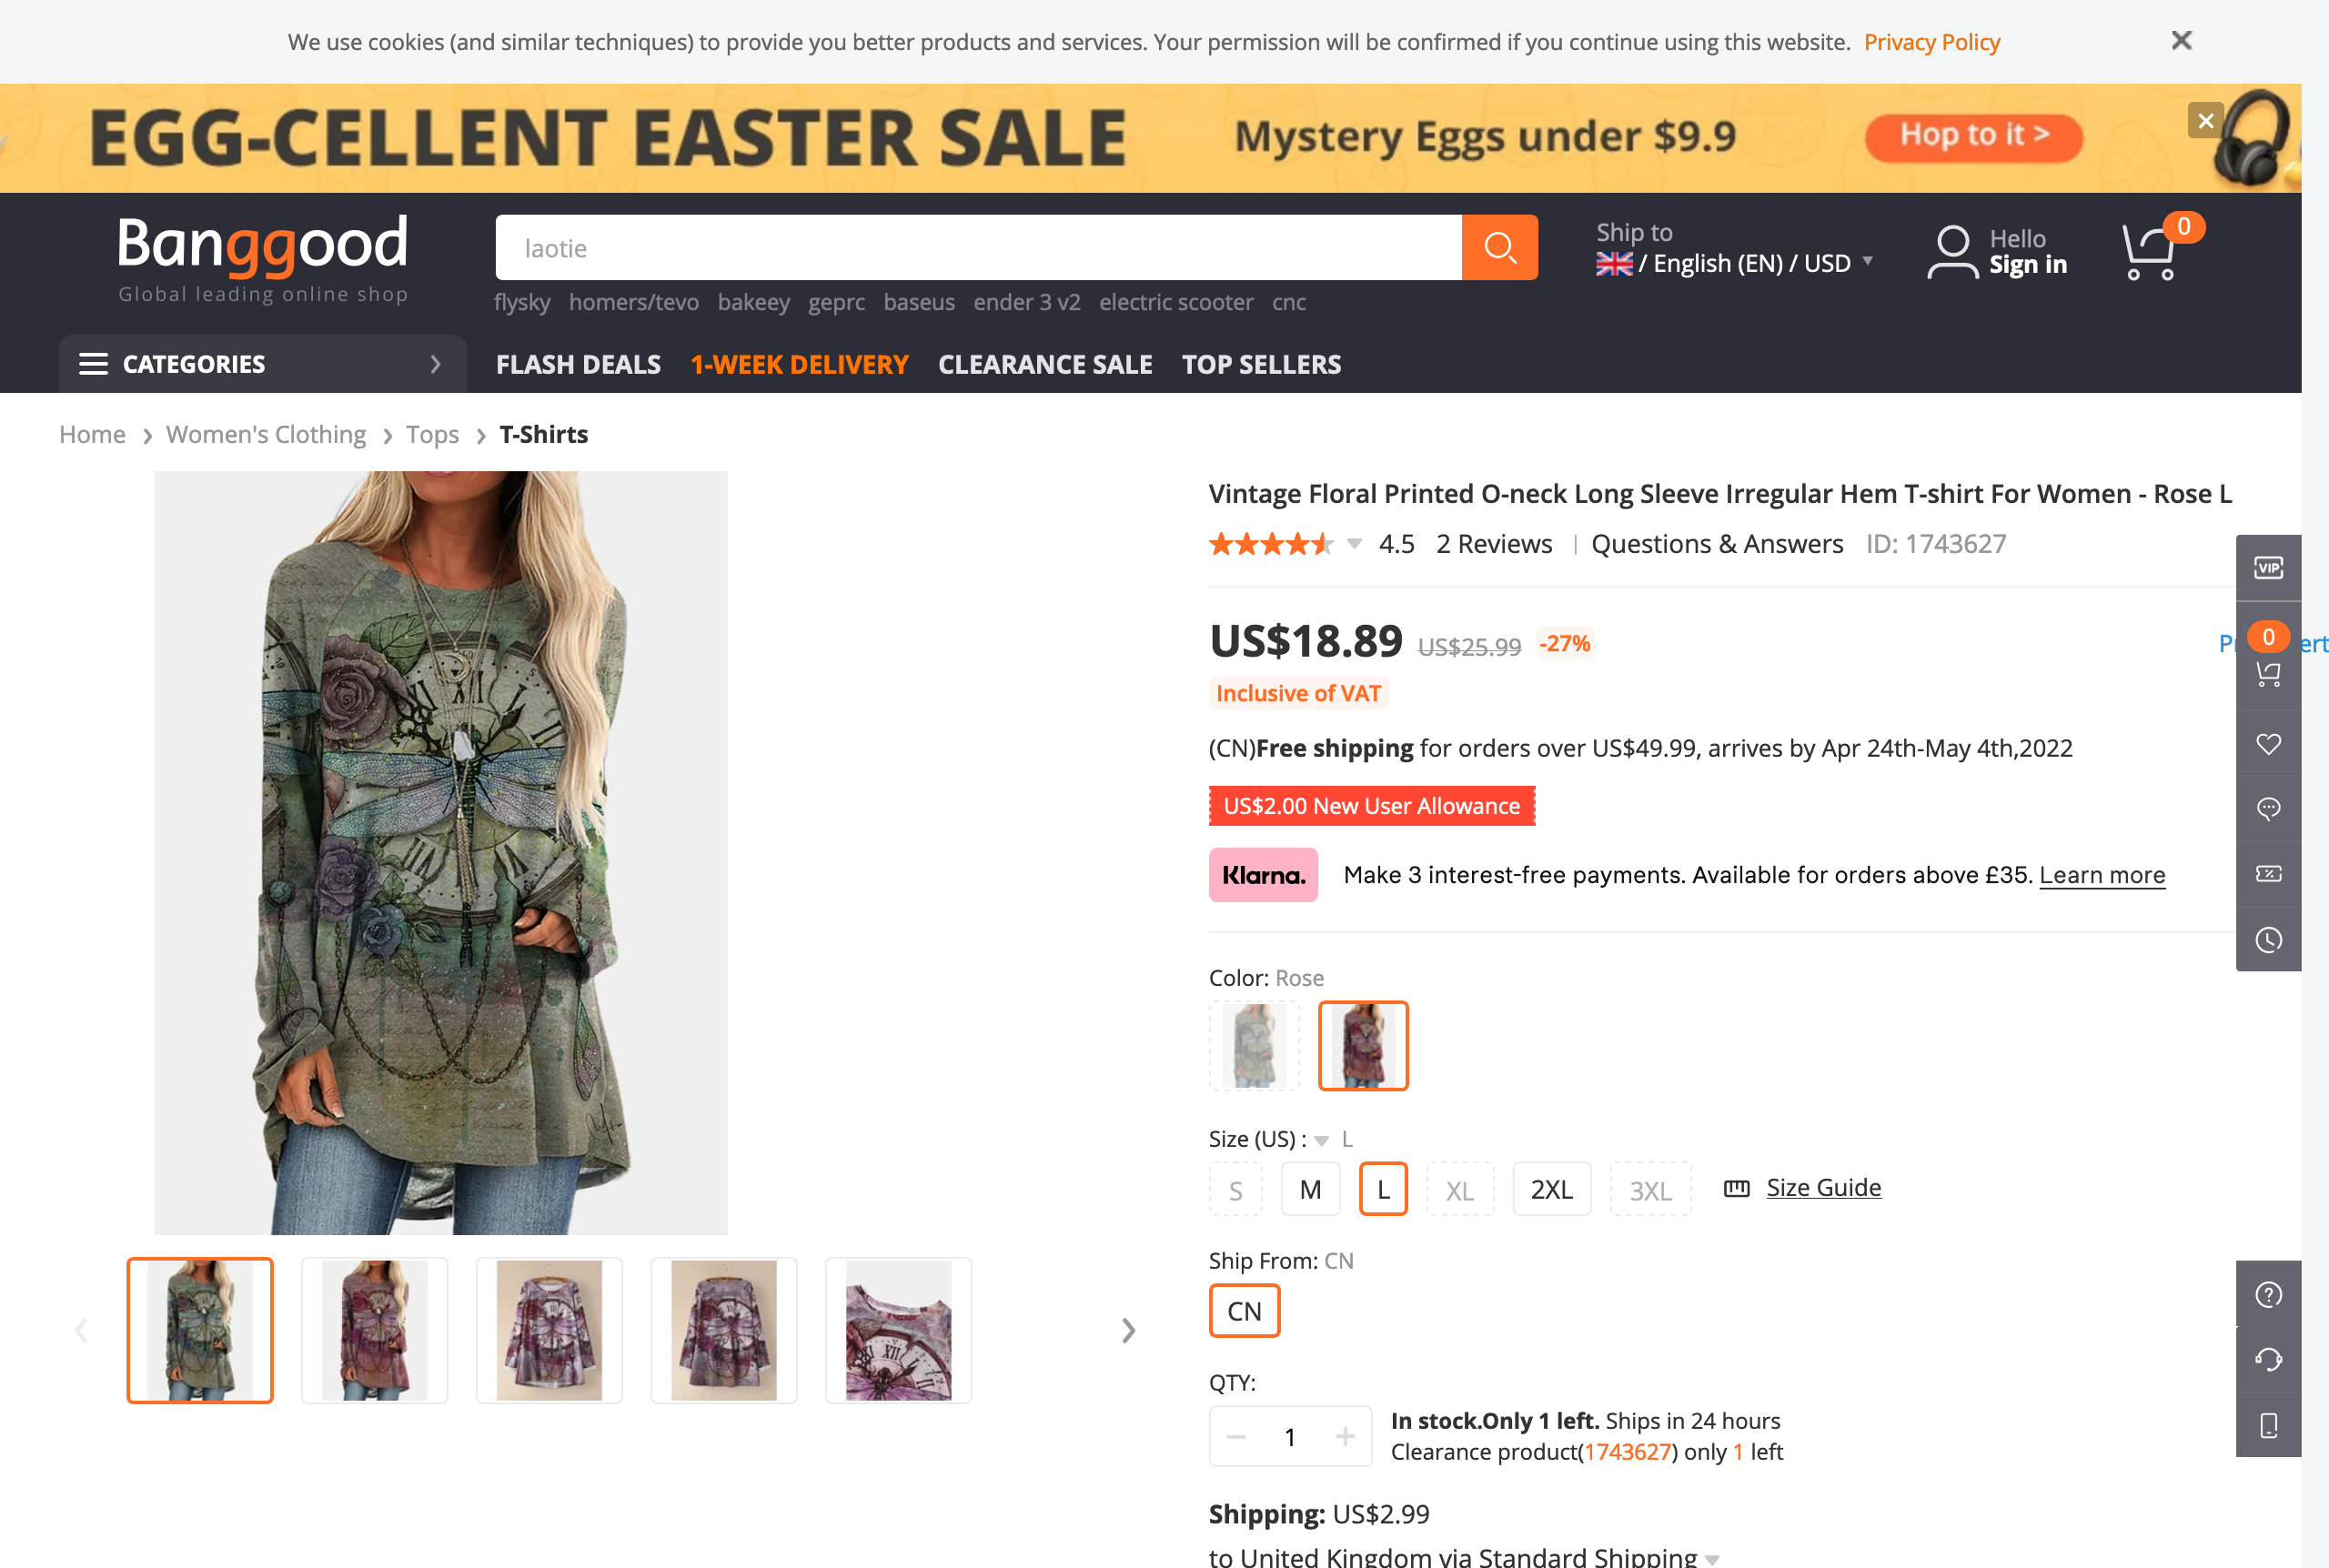 We use cookies (and similar techniques) to provide you better products and services. Your permission will be confirmed if you continue using this website. Privacy Policy
EGG-CELLENT EASTER SALE Mystery Eggs under $9.9 Hop to it >
Banggood
Global leading online shop
laotie
flysky homers/tevo bakeey geprc baseus ender 3 v2 electric scooter cnc
Ship to
/ English (EN) / USD
Hello
Sign in
0
CATEGORIES
FLASH DEALS 1-WEEK DELIVERY CLEARANCE SALE TOP SELLERS
Home > Women's Clothing > Tops > T-Shirts
Vintage Floral Printed O-neck Long Sleeve Irregular Hem T-shirt For Women - Rose L
4.5 2 Reviews | Questions & Answers ID: 1743627
US$18.89 US$25.99 -27%
Inclusive of VAT
(CN)Free shipping for orders over US$49.99, arrives by Apr 24th-May 4th,2022
US$2.00 New User Allowance
Klarna. Make 3 interest-free payments. Available for orders above £35. Learn more
VIP
0
Color: Rose
Size (US) : L
S M L XL 2XL 3XL Size Guide
Ship From: CN
CN
QTY:
1
In stock.Only 1 left. Ships in 24 hours
Clearance product(1743627) only 1 left
Shipping: US$2.99
to United Kingdom via Standard Shipping